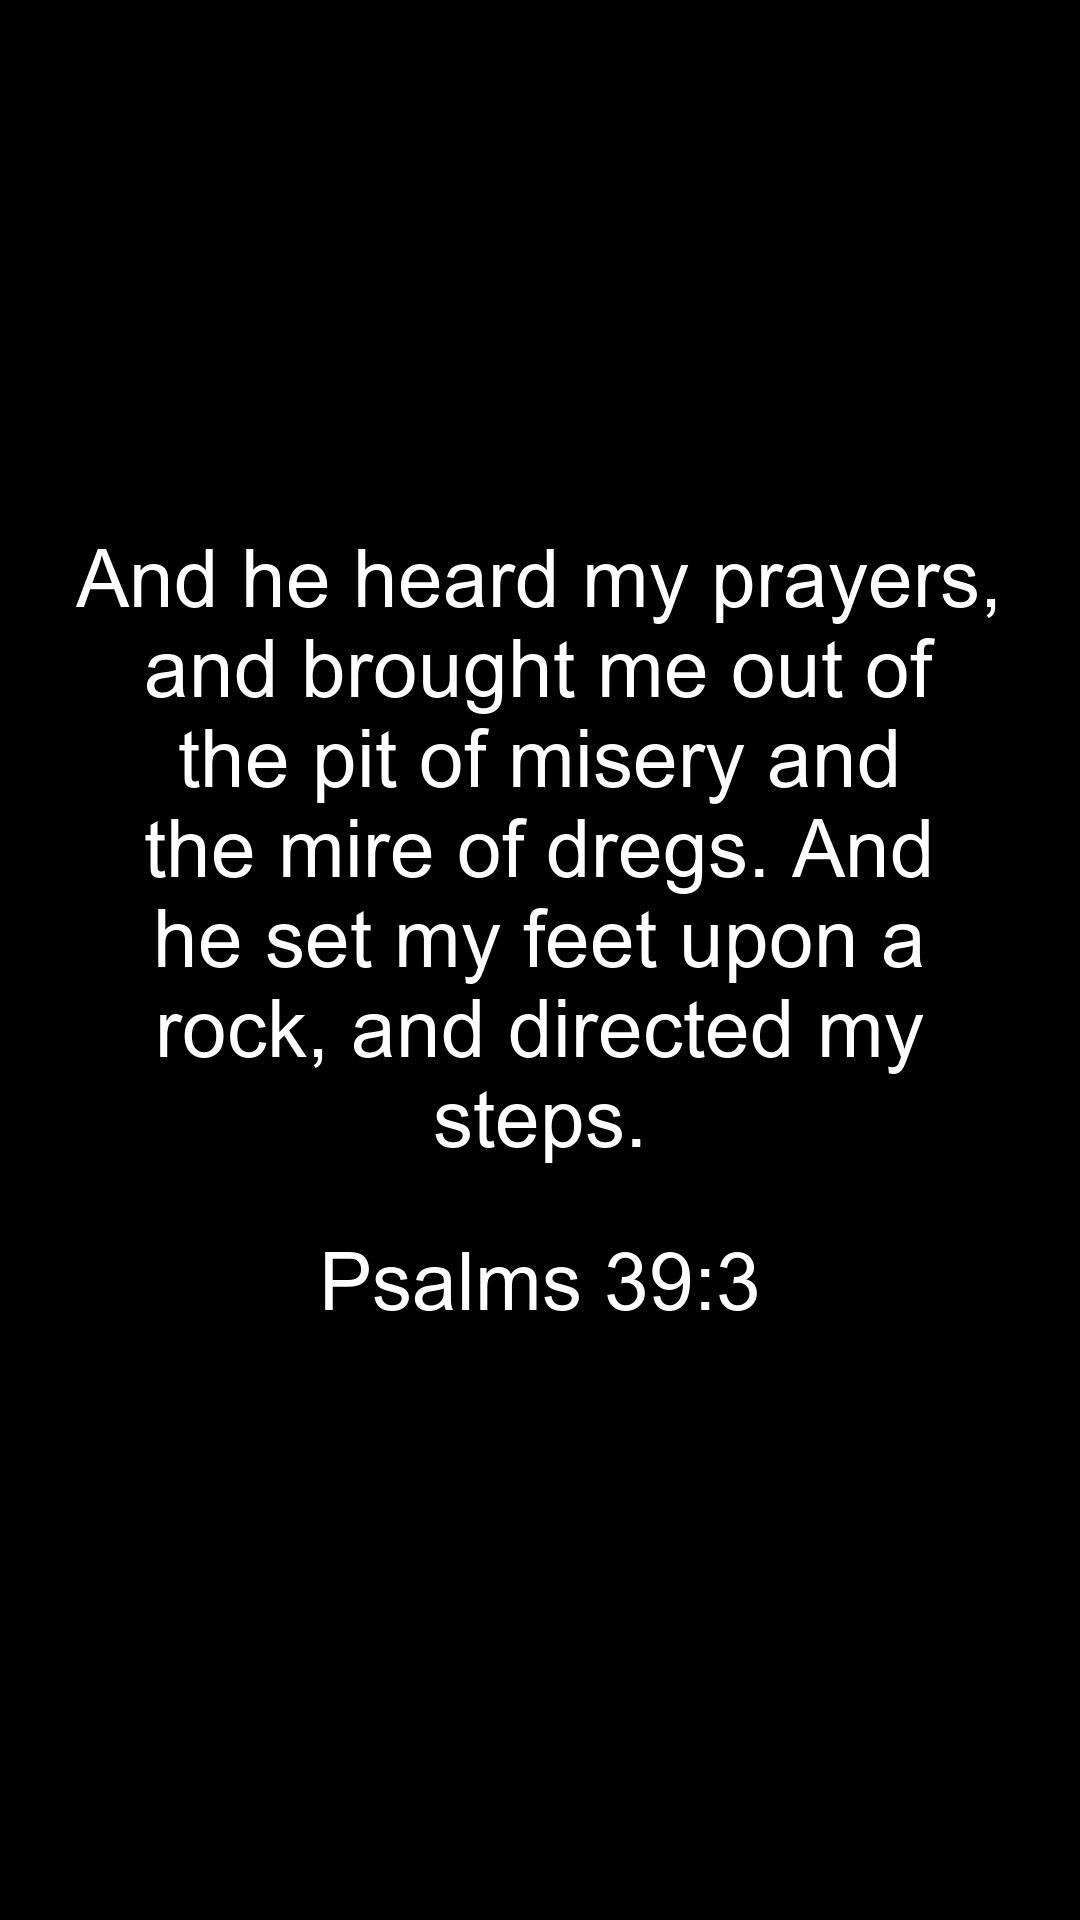 And he heard my prayers,
and brought me out of
the pit of misery and
the mire of dregs. And
he set my feet upon a
rock, and directed my
steps.
Psalms 39:3